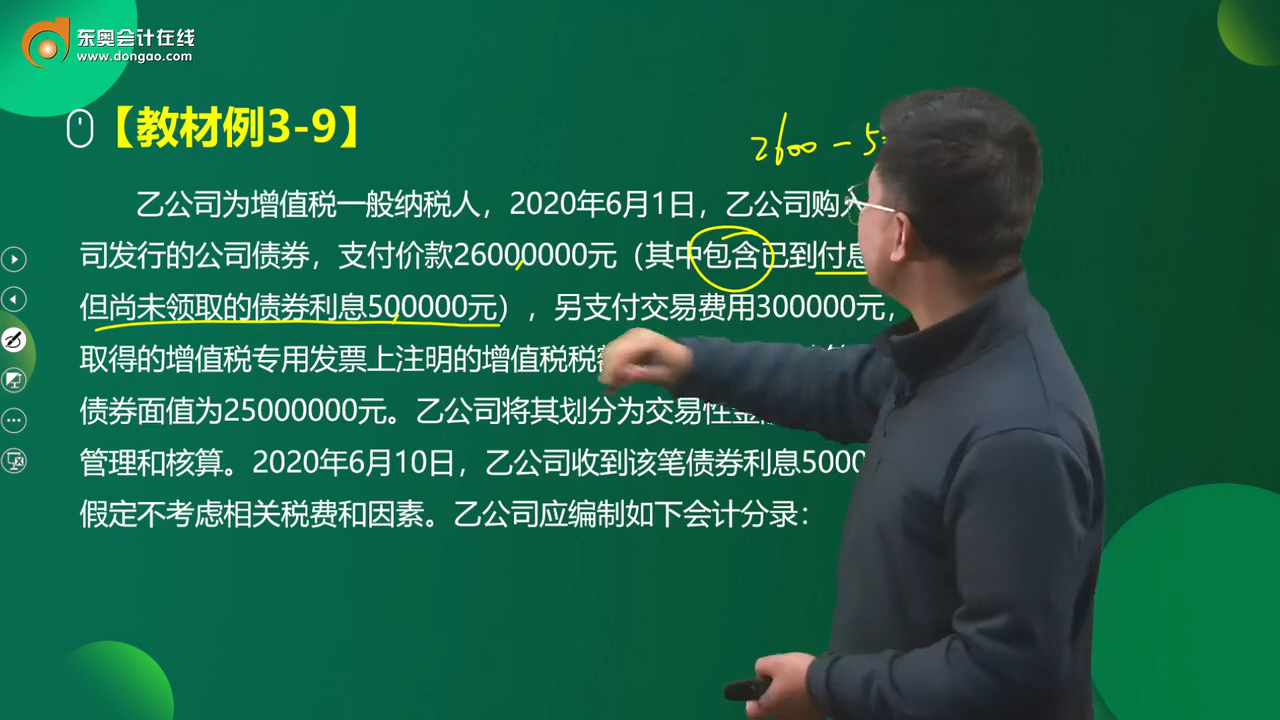 东奥会计在线
www.dongao.com
【教材例3-9】
2600 - 5
乙公司为增值税一般纳税人，2020年6月1日，乙公司购
司发行的公司债券，支付价款26000000元（其中包含已到付息
但尚未领取的债券利息500000元），另支付交易费用300000元，
取得的增值税专用发票上注明的增值税税
债券面值为25000000元。乙公司将其划分为交易性金
管理和核算。2020年6月10日，乙公司收到该笔债券利息5000
假定不考虑相关税费和因素。乙公司应编制如下会计分录：